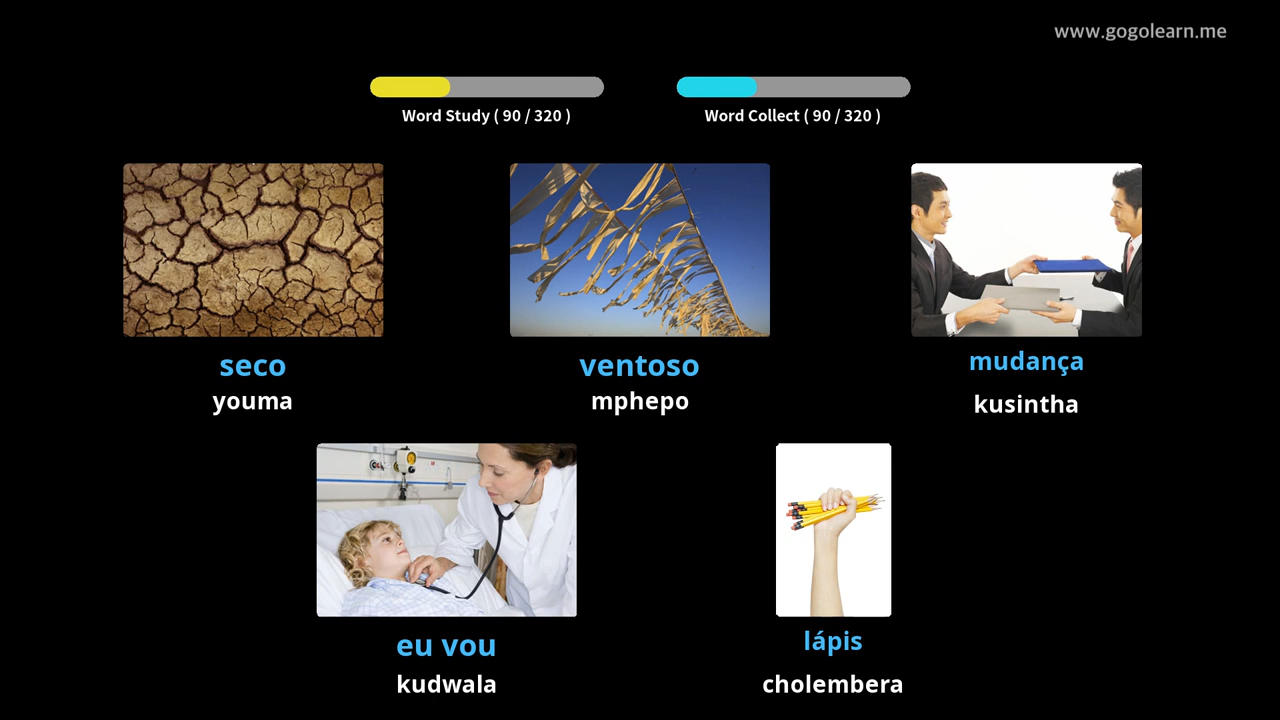 www.gogolearn.me
Word Study ( 90 / 320 )
Word Collect ( 90 / 320 )
seco
youma
ventoso
mphepo
mudança
kusintha
eu vou
kudwala
lápis
cholembera